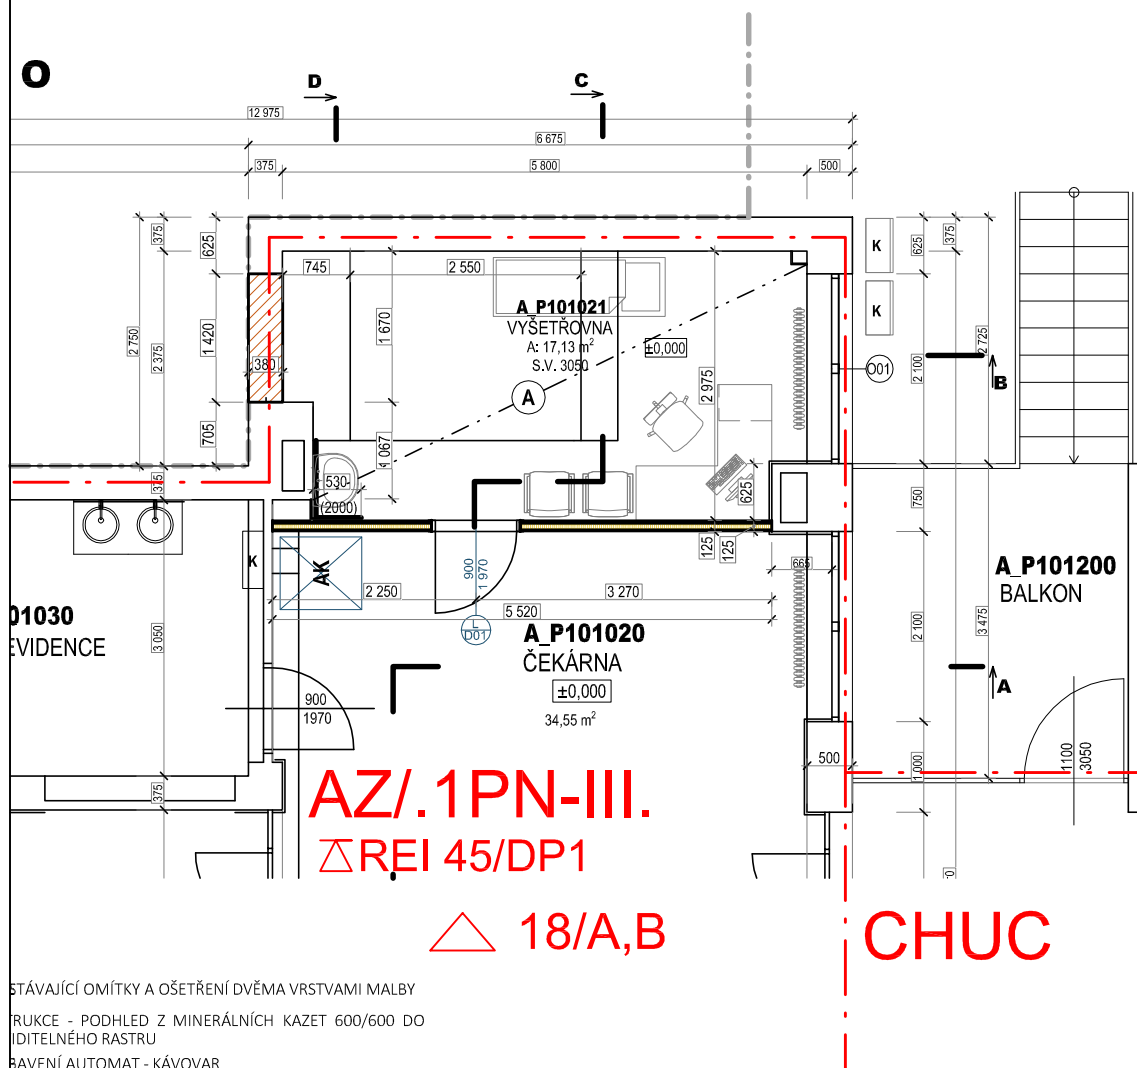 O
D
C
12 975
6 675
375
5 800
500
375
625
745
2 550
A_P101021
VYŠETŘOVNA
A: 17,13 m²
S.V. 3050
±0,000
K
K
625
375
2 725
2 750
2 375
1 420
380
1 670
2 975
O01
2 100
B
A
705
1 067
375
530
(2000)
625
750
125
125
665
K
AK
900
1 970
2 250
3 270
5 520
L
D01
A_P101020
ČEKÁRNA
±0,000
34,55 m²
A_P101200
BALKON
01030
EVIDENCE
3 050
2 100
3 475
A
900
1970
500
1 000
1100
3050
375
AZ/.1PN-III.
REI 45/DP1
18/A,B
CHUC
STÁVAJÍCÍ OMÍTKY A OŠETŘENÍ DVĚMA VRSTVAMI MALBY
TRUKCE - PODHLED Z MINERÁLNÍCH KAZET 600/600 DO
IDITELNÉHO RASTRU
BAVENÍ AUTOMAT - KÁVOVAR